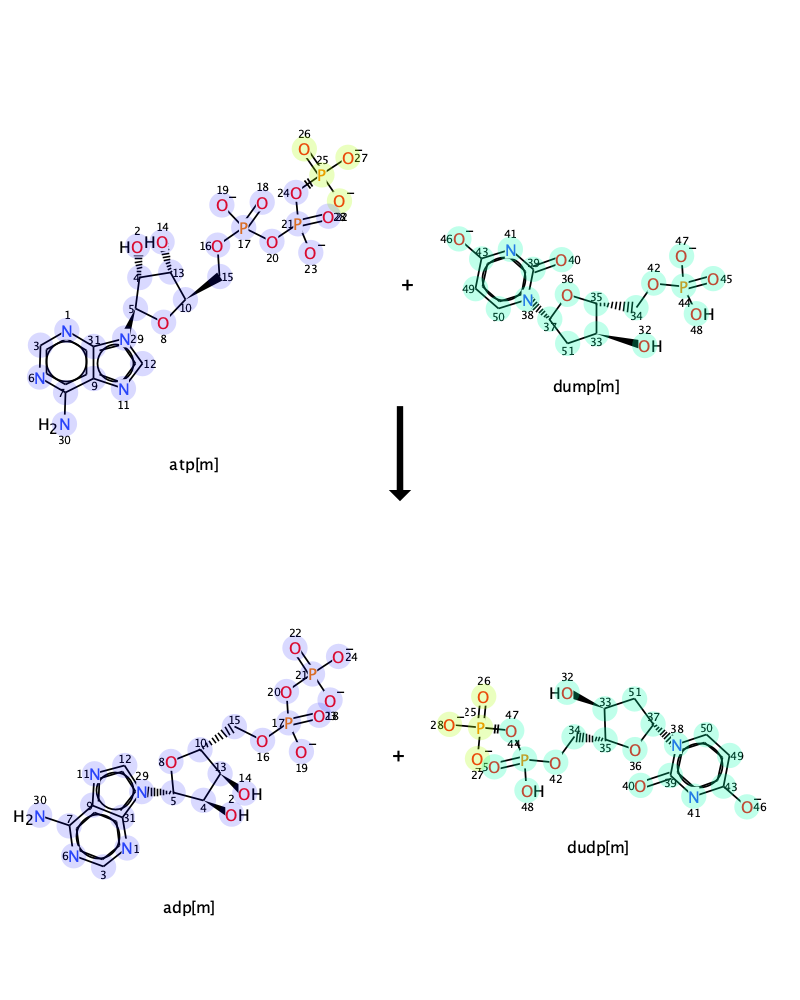 26
25
O
P
O
−
27
24
O
O
−
19
O
−
18
O
21
P
O
2
14
17
P
HO
HO
16
O
O
20
O
−
23
4
13
15
5
10
O
8
1
N
31
N
29
3
12
6
N
9
7
N
11
H₂N
30
atp[m]
+
47
O
−
46
O
−
41
43
N
39
O
40
42
O
P
O
45
36
O
35
44
49
N
38
34
OH
48
50
37
33
32
OH
51
dump[m]
22
O
O
−
24
21
P
20
O
O
−
17
P
O
15
O
16
O
−
19
10
8
O
12
13
11
N
29
14
OH
30
9
N
5
4
2
OH
H₂N
7
31
6
N
N
1
3
adp[m]
+
26
O
32
HO
33
51
28
O
−
25
P
47
O
34
37
44
38
50
O
−
27
O
P
O
42
35
O
36
N
49
OH
48
40
O
39
43
N
41
O
−
46
dudp[m]